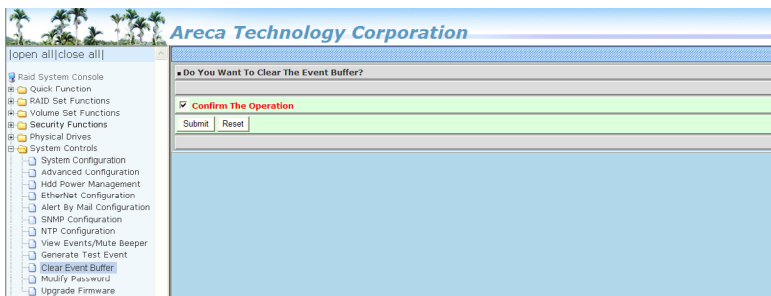 Areca Technology Corporation
|open all|close all|
Do You Want To Clear The Event Buffer?
Raid System Console
Quick Function
RAID Set Functions
Confirm The Operation
Volume Set Functions
Submit Reset
Security Functions
Physical Drives
System Controls
System Configuration
Advanced Configuration
Hdd Power Management
EtherNet Configuration
Alert By Mail Configuration
SNMP Configuration
NTP Configuration
View Events/Mute Beeper
Generate Test Event
Clear Event Buffer
Modify Password
Upgrade Firmware